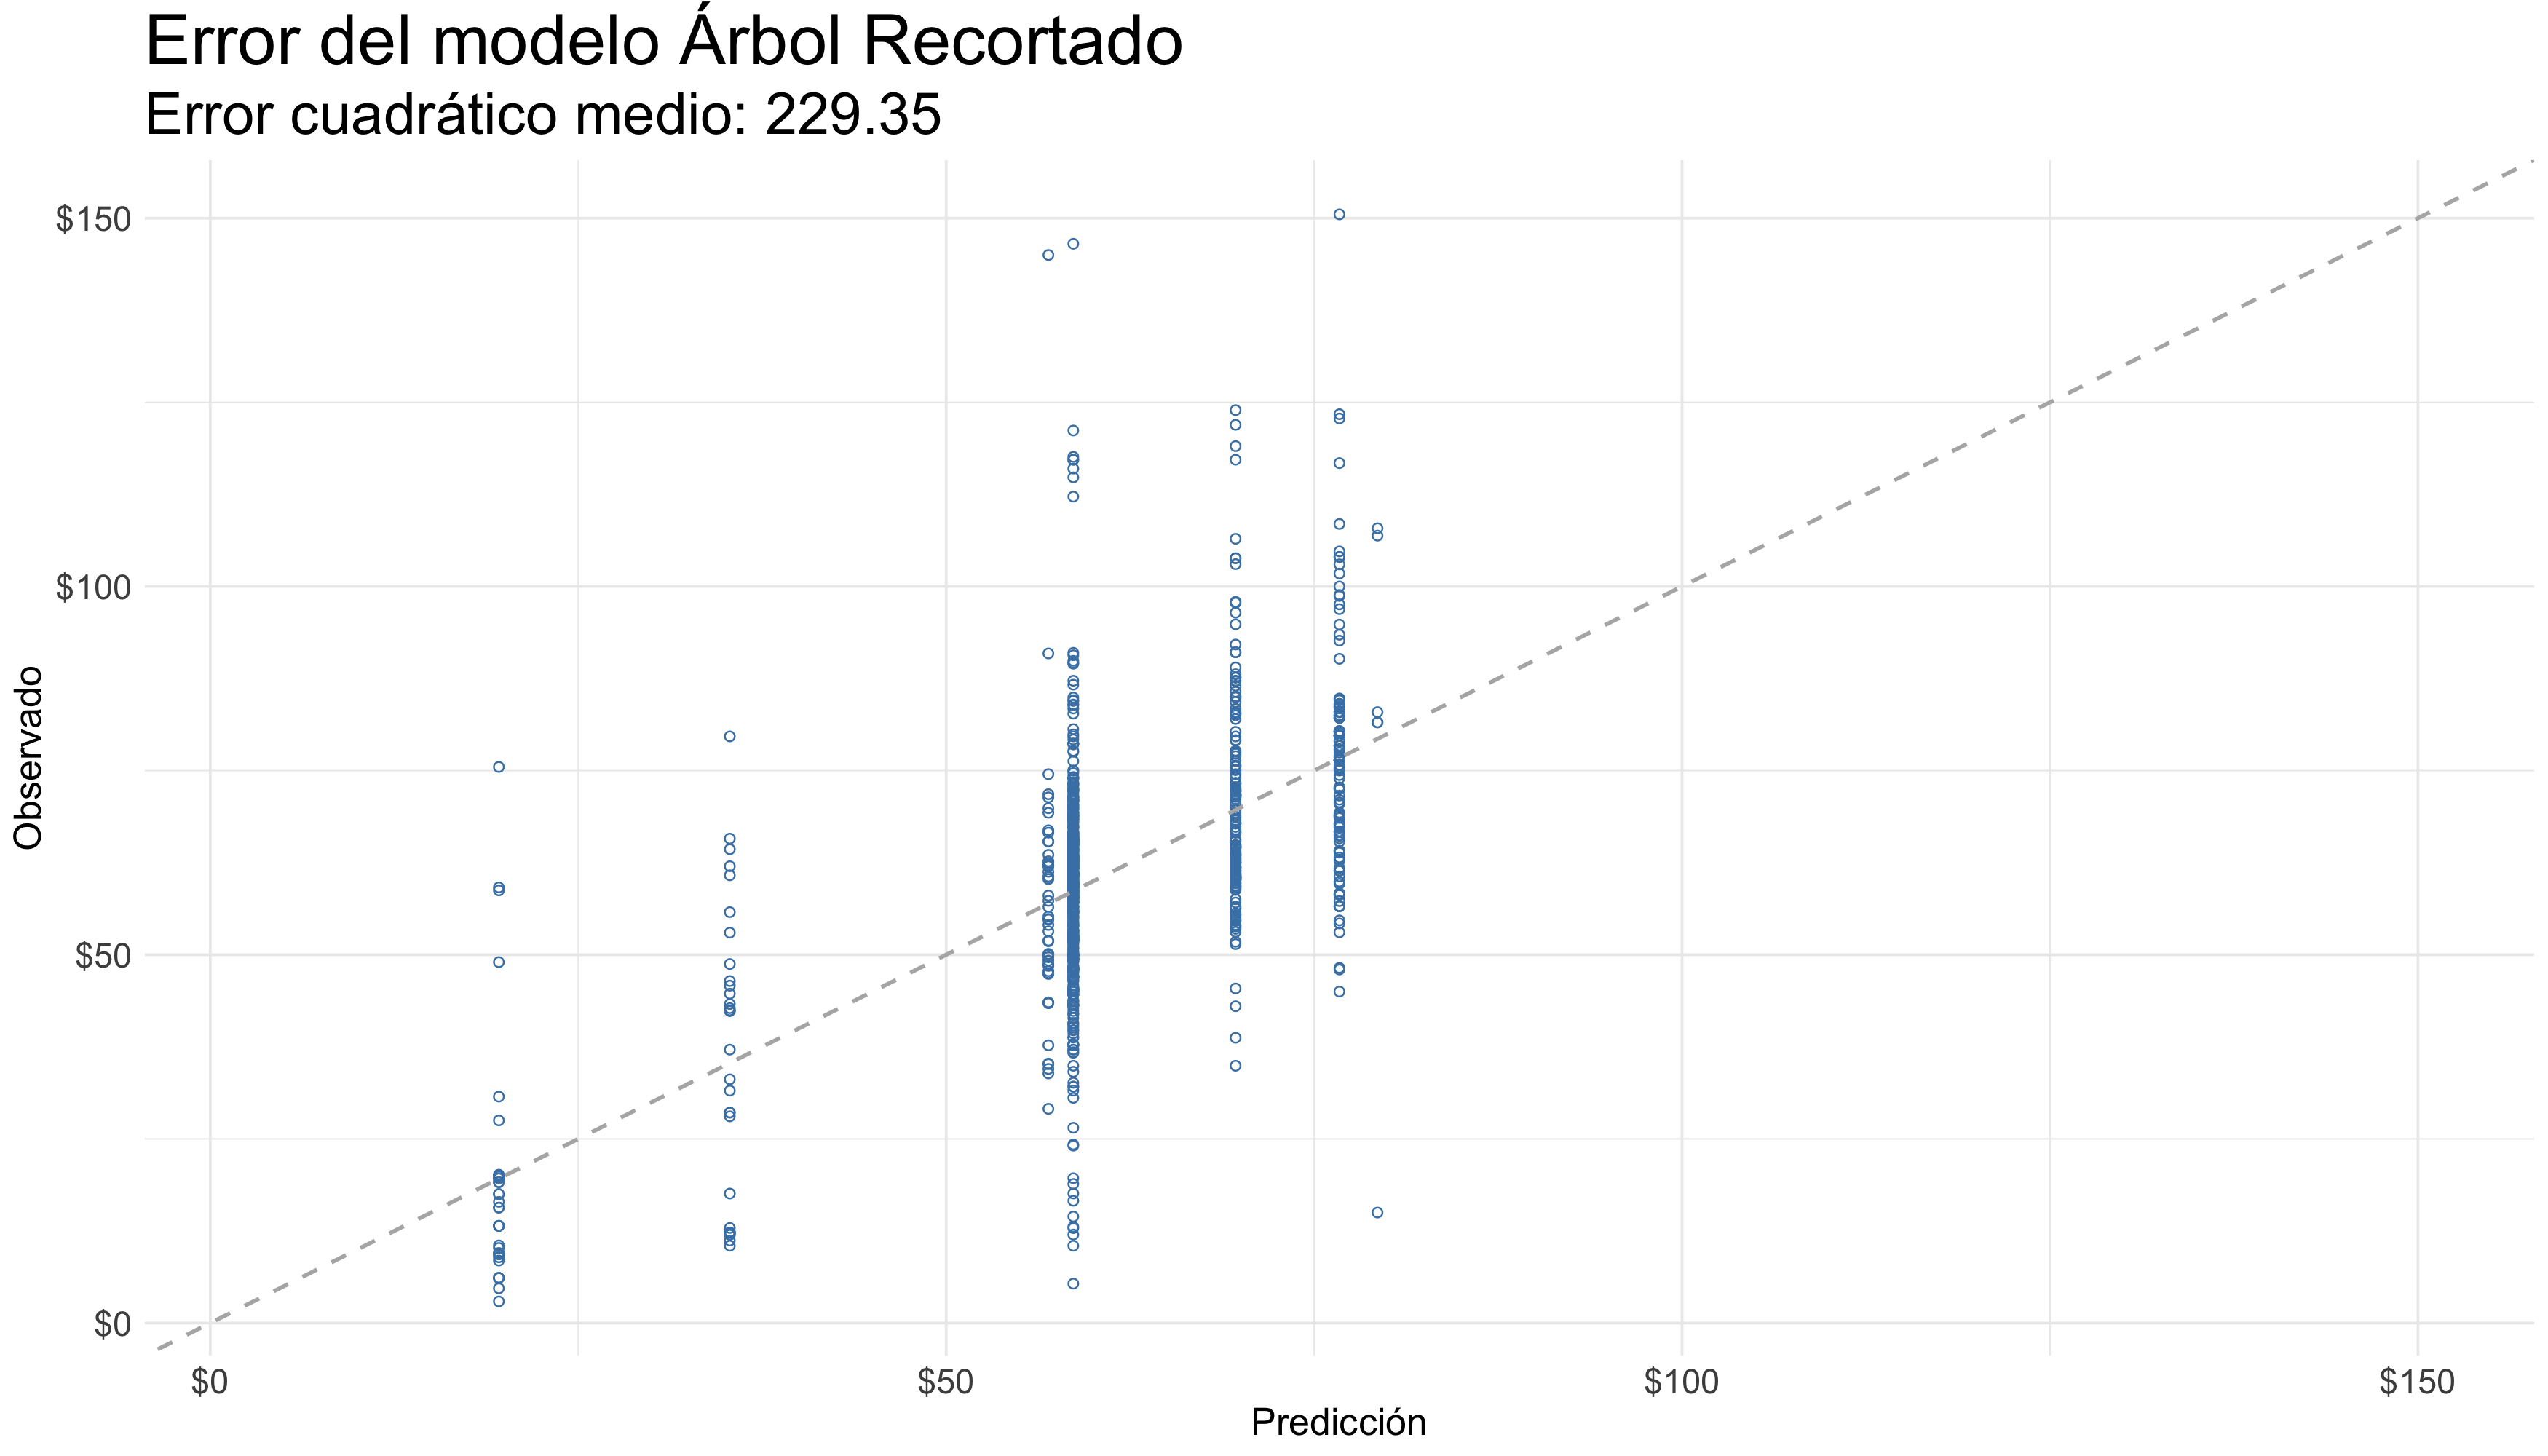 Error del modelo Árbol Recortado
Error cuadrático medio: 229.35
$150
$100
$50
$0
Observado
$0
$50
$100
$150
Predicción